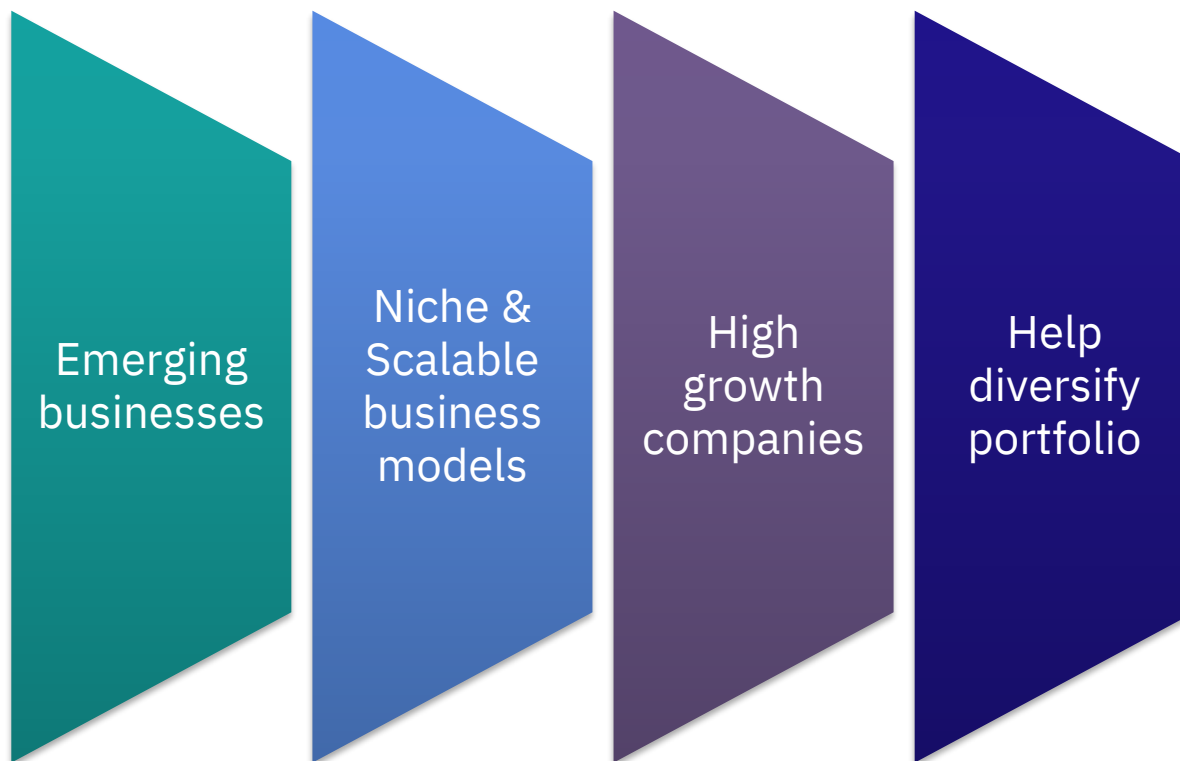 Emerging
businesses
Niche &
Scalable
business
models
High
growth
companies
Help
diversify
portfolio